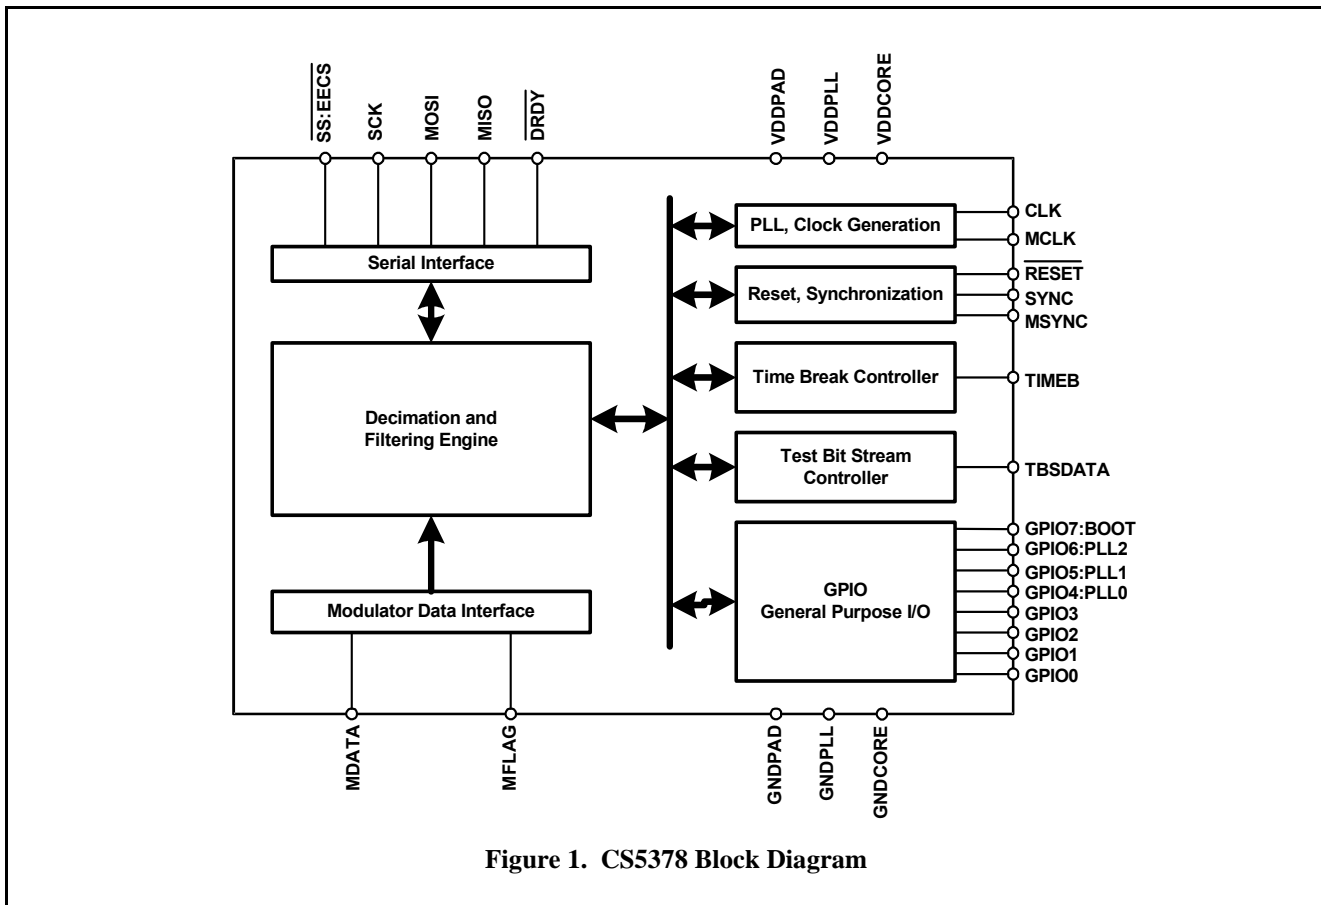 SS:EECS
SCK
MOSI
MISO
DRDY
VDDPAD
VDDPLL
VDDCORE
Serial Interface
Decimation and
Filtering Engine
Modulator Data Interface
PLL, Clock Generation
Reset, Synchronization
Time Break Controller
Test Bit Stream
Controller
GPIO
General Purpose I/O
CLK
MCLK
RESET
SYNC
MSYNC
TIMEB
TBSDATA
GPIO7:BOOT
GPIO6:PLL2
GPIO5:PLL1
GPIO4:PLL0
GPIO3
GPIO2
GPIO1
GPIO0
MDATA
MFLAG
GNDPAD
GNDPLL
GNDCORE
Figure 1. CS5378 Block Diagram